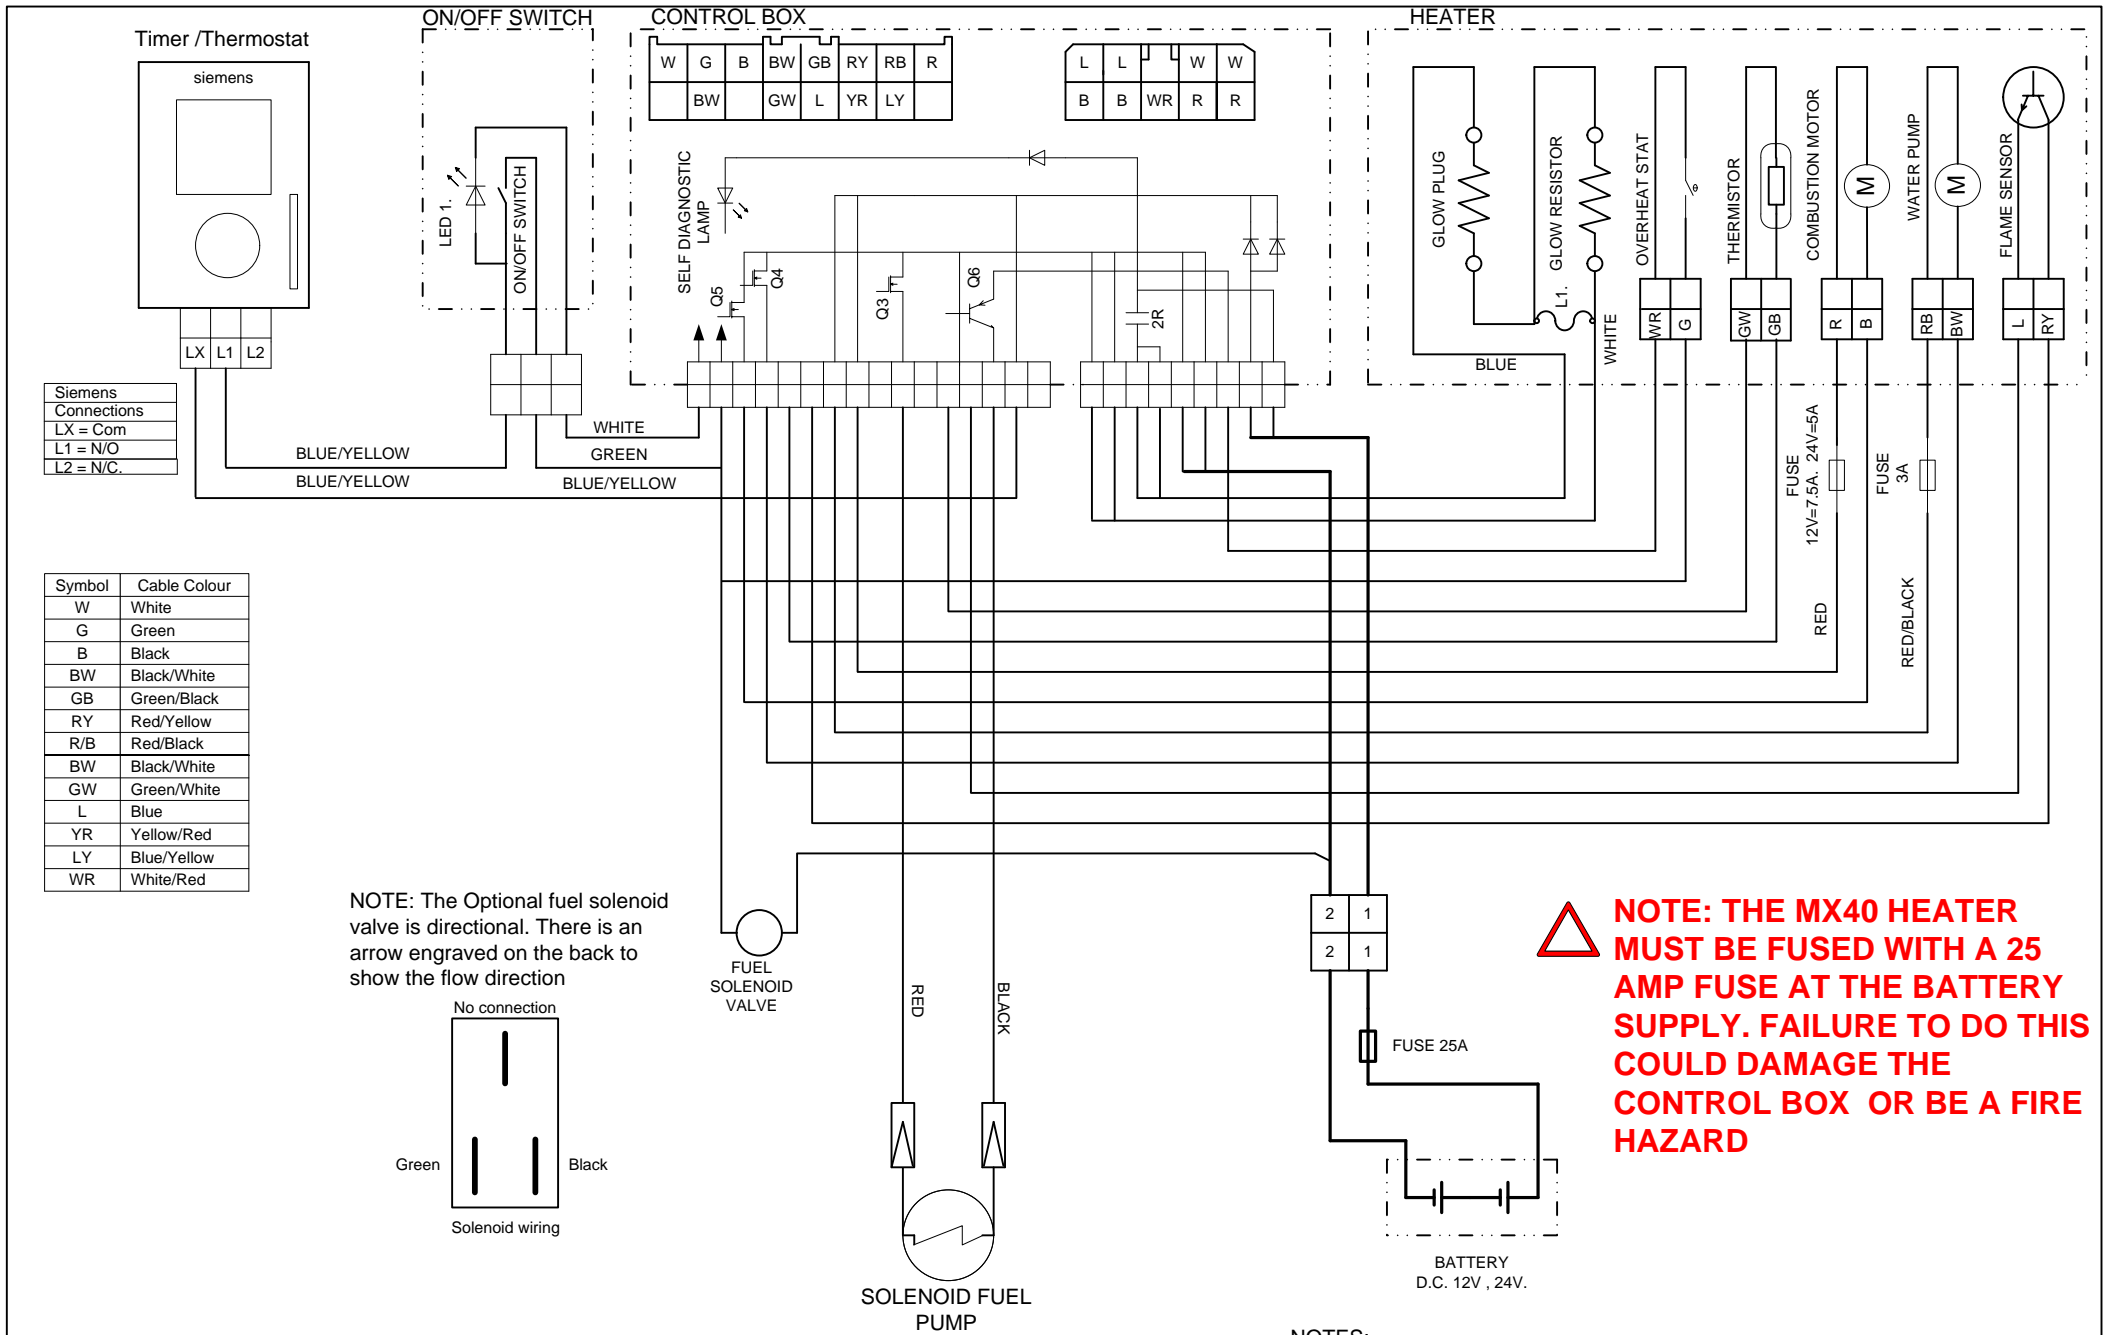 ON/OFF SWITCH
CONTROL BOX
HEATER
Timer /Thermostat
siemens
W G B BW GB RY RB R
BW GW L YR LY
L L W W
B B WR R R
LED 1.
ON/OFF SWITCH
SELF DIAGNOSTIC
LAMP
Q5
Q4
Q3
Q6
2R
GLOW PLUG
GLOW RESISTOR
L1.
OVERHEAT STAT
THERMISTOR
COMBUSTION MOTOR
M
WATER PUMP
M
FLAME SENSOR
WR G
GW GB
R B
RB BW
L RY
BLUE
WHITE
LX L1 L2
Siemens
Connections
LX = Com
L1 = N/O
L2 = N/C.
BLUE/YELLOW
BLUE/YELLOW
WHITE
GREEN
BLUE/YELLOW
FUSE
12V=7.5A. 24V=5A
FUSE
3A
RED
RED/BLACK
Symbol Cable Colour
W White
G Green
B Black
BW Black/White
GB Green/Black
RY Red/Yellow
R/B Red/Black
BW Black/White
GW Green/White
L Blue
YR Yellow/Red
LY Blue/Yellow
WR White/Red
NOTE: The Optional fuel solenoid
valve is directional. There is an
arrow engraved on the back to
show the flow direction
No connection
Green
Black
Solenoid wiring
FUEL
SOLENOID
VALVE
RED
BLACK
SOLENOID FUEL
PUMP
2 1
2 1
FUSE 25A
BATTERY
D.C. 12V , 24V.
NOTE: THE MX40 HEATER
MUST BE FUSED WITH A 25
AMP FUSE AT THE BATTERY
SUPPLY. FAILURE TO DO THIS
COULD DAMAGE THE
CONTROL BOX OR BE A FIRE
HAZARD
NOTES: